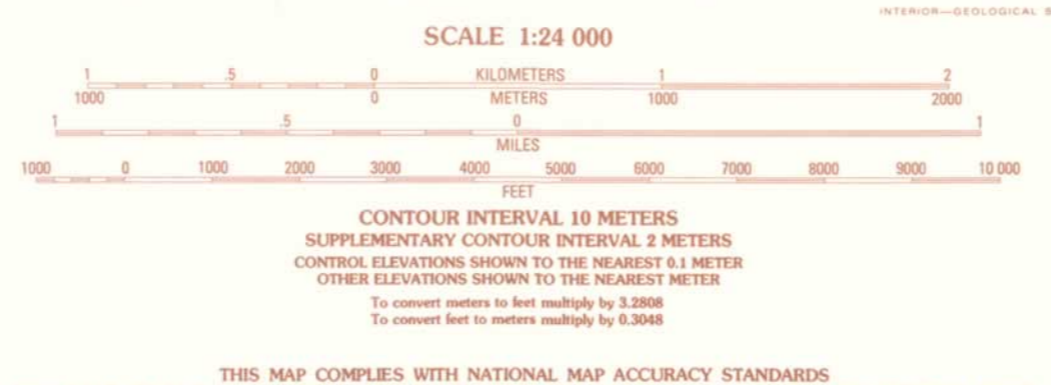 INTERIOR—GEOLOGICAL S
SCALE 1:24 000
1 .5 0 KILOMETERS 1 2
1000 0 METERS 1000 2000
1 .5 0 1
MILES
1000 0 1000 2000 3000 4000 5000 6000 7000 8000 9000 10 000
FEET
CONTOUR INTERVAL 10 METERS
SUPPLEMENTARY CONTOUR INTERVAL 2 METERS
CONTROL ELEVATIONS SHOWN TO THE NEAREST 0.1 METER
OTHER ELEVATIONS SHOWN TO THE NEAREST METER
To convert meters to feet multiply by 3.2808
To convert feet to meters multiply by 0.3048
THIS MAP COMPLIES WITH NATIONAL MAP ACCURACY STANDARDS